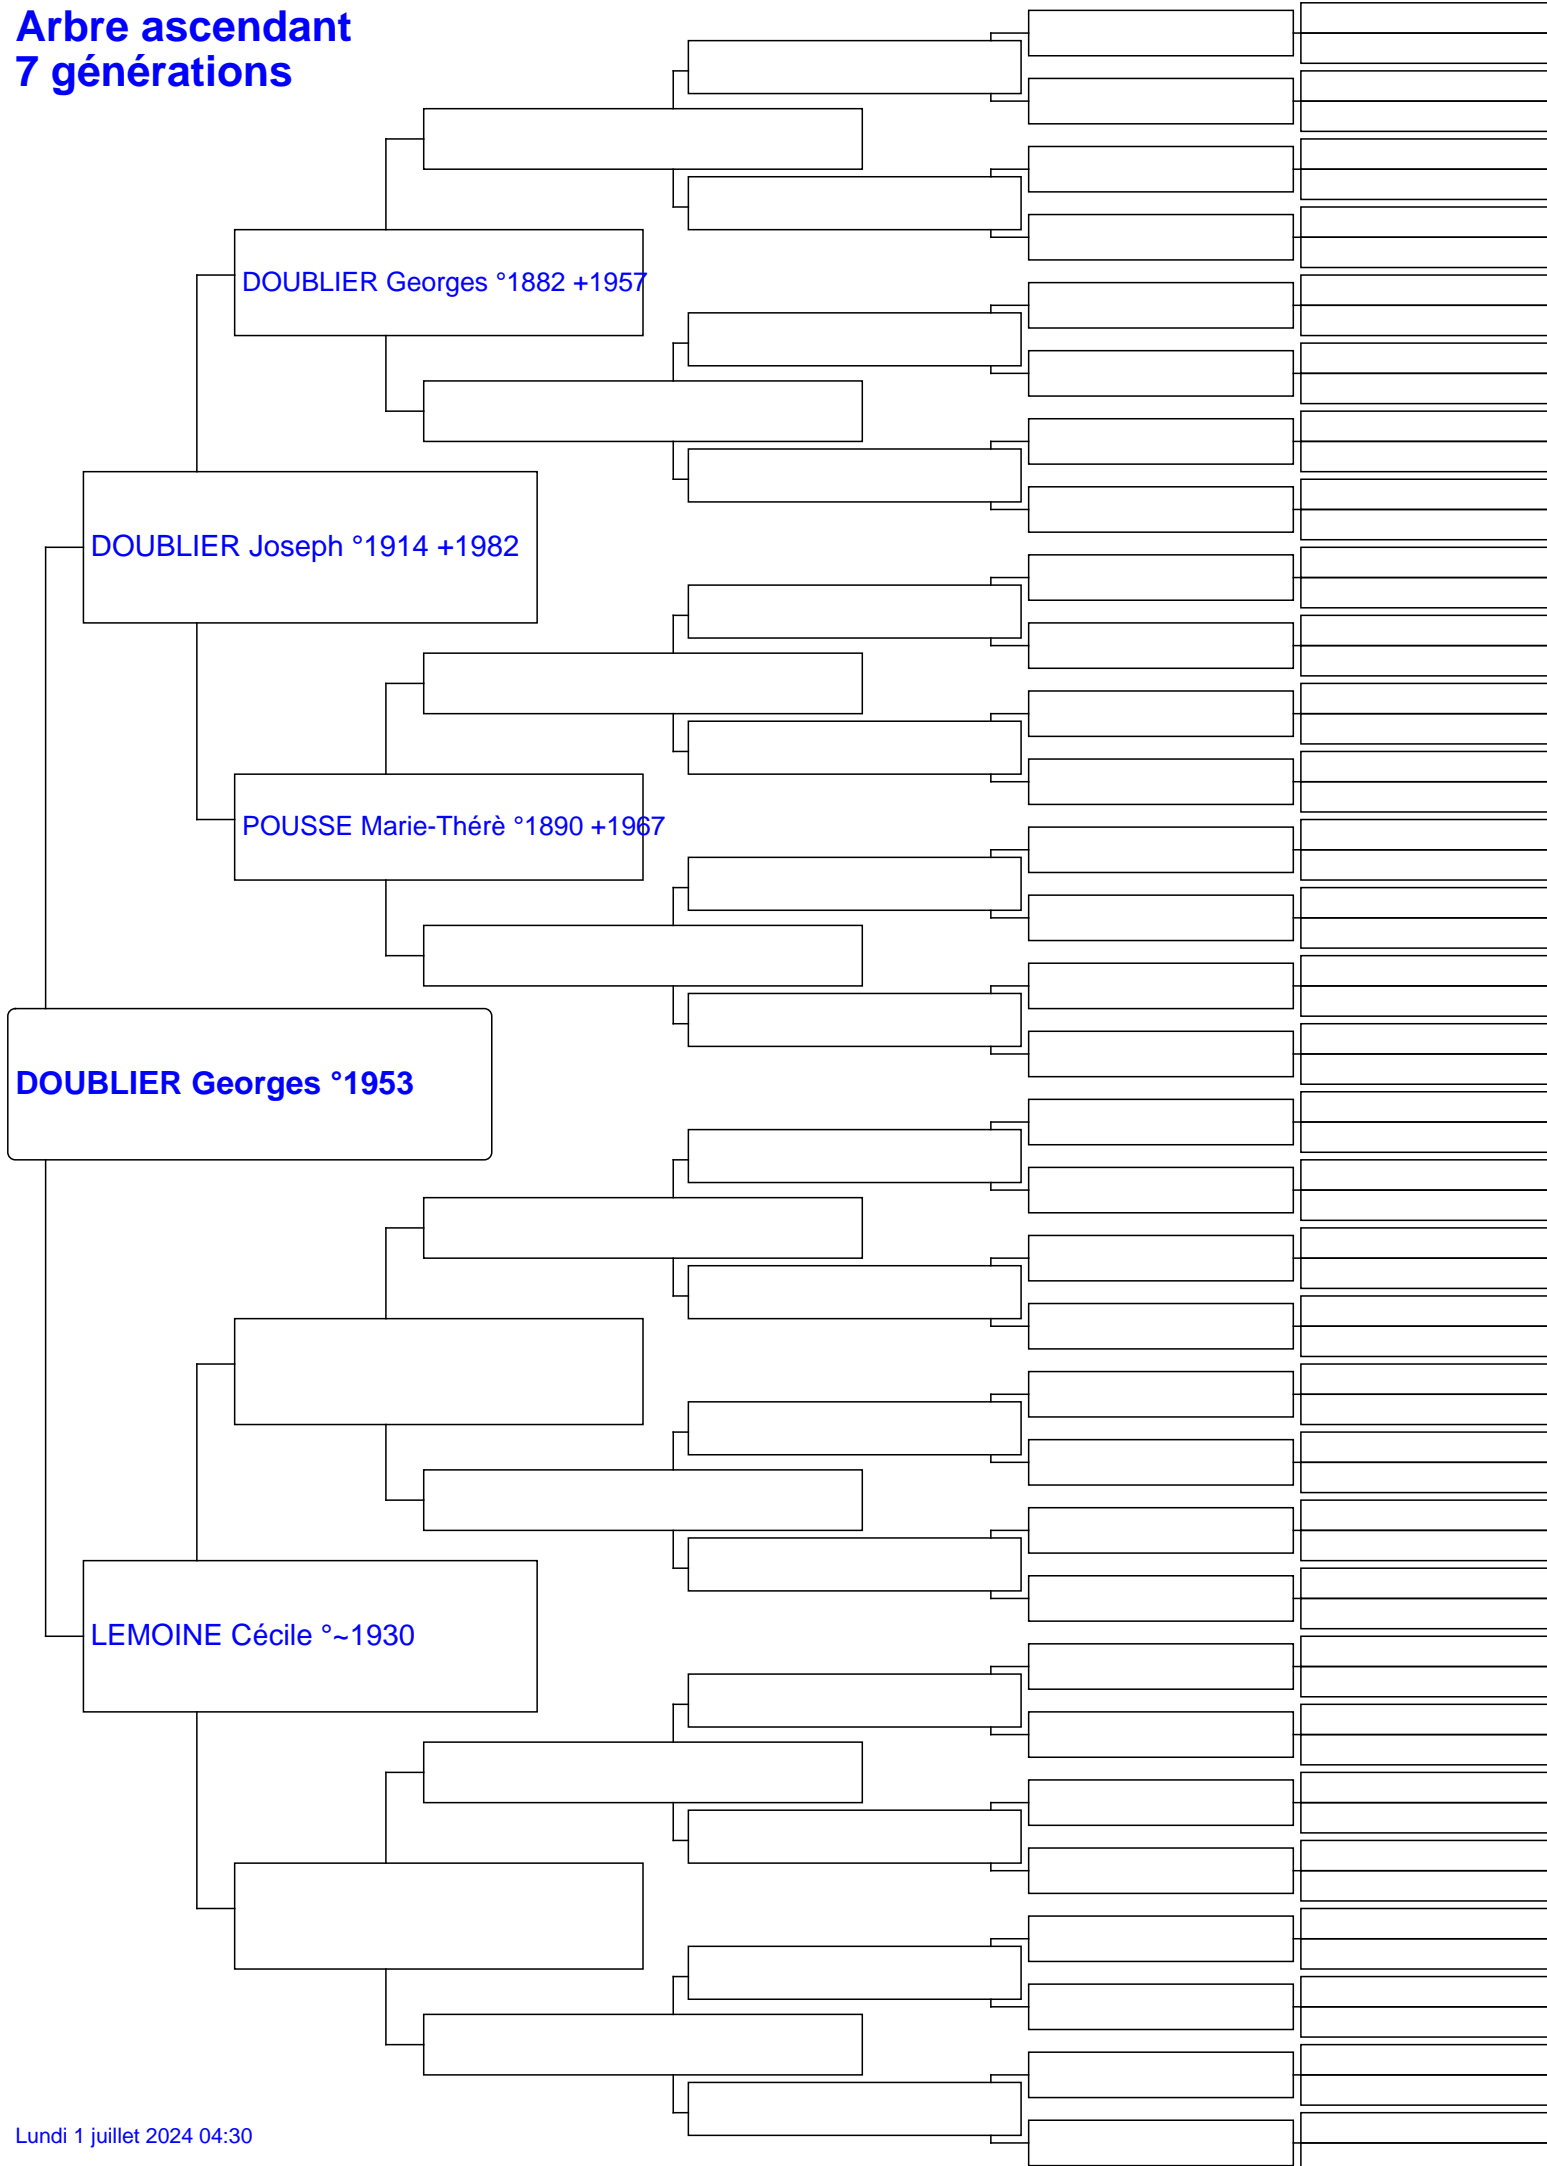 Arbre ascendant
7 générations
DOUBLIER Georges °1882 +1957
DOUBLIER Joseph °1914 +1982
POUSSE Marie-Thérè °1890 +1967
DOUBLIER Georges °1953
LEMOINE Cécile °~1930
Lundi 1 juillet 2024 04:30